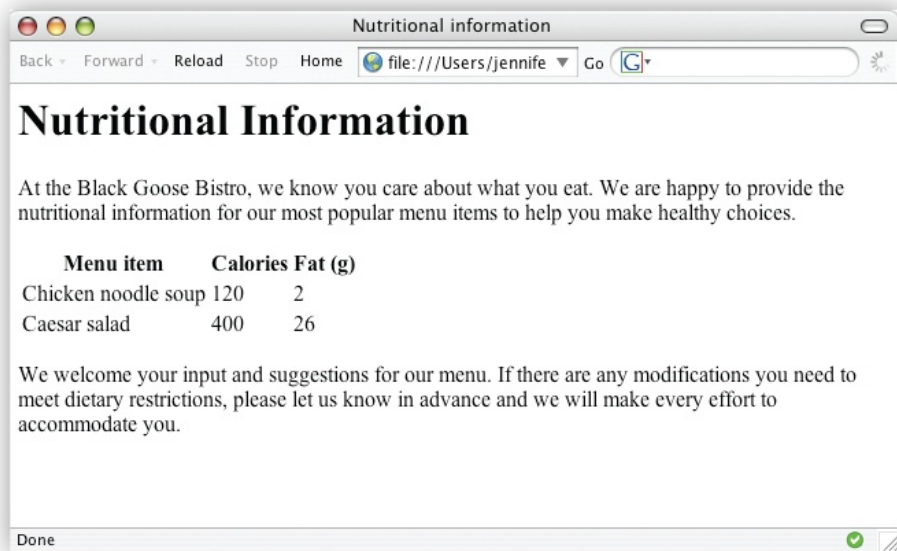 Nutritional information
Back Forward Reload Stop Home file:///Users/jennife Go G
Nutritional Information
At the Black Goose Bistro, we know you care about what you eat. We are happy to provide the
nutritional information for our most popular menu items to help you make healthy choices.
Menu item Calories Fat (g)
Chicken noodle soup 120 2
Caesar salad 400 26
We welcome your input and suggestions for our menu. If there are any modifications you need to
meet dietary restrictions, please let us know in advance and we will make every effort to
accommodate you.
Done